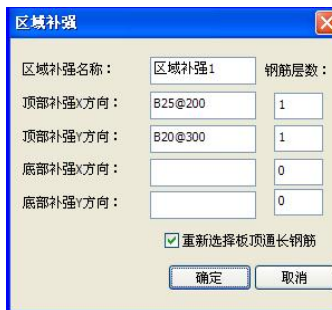 区域补强
区域补强名称： 区域补强1 钢筋层数：
顶部补强X方向： B25@200 1
顶部补强Y方向： B20@300 1
底部补强X方向： 0
底部补强Y方向： 0
重新选择板顶通长钢筋
确定 取消